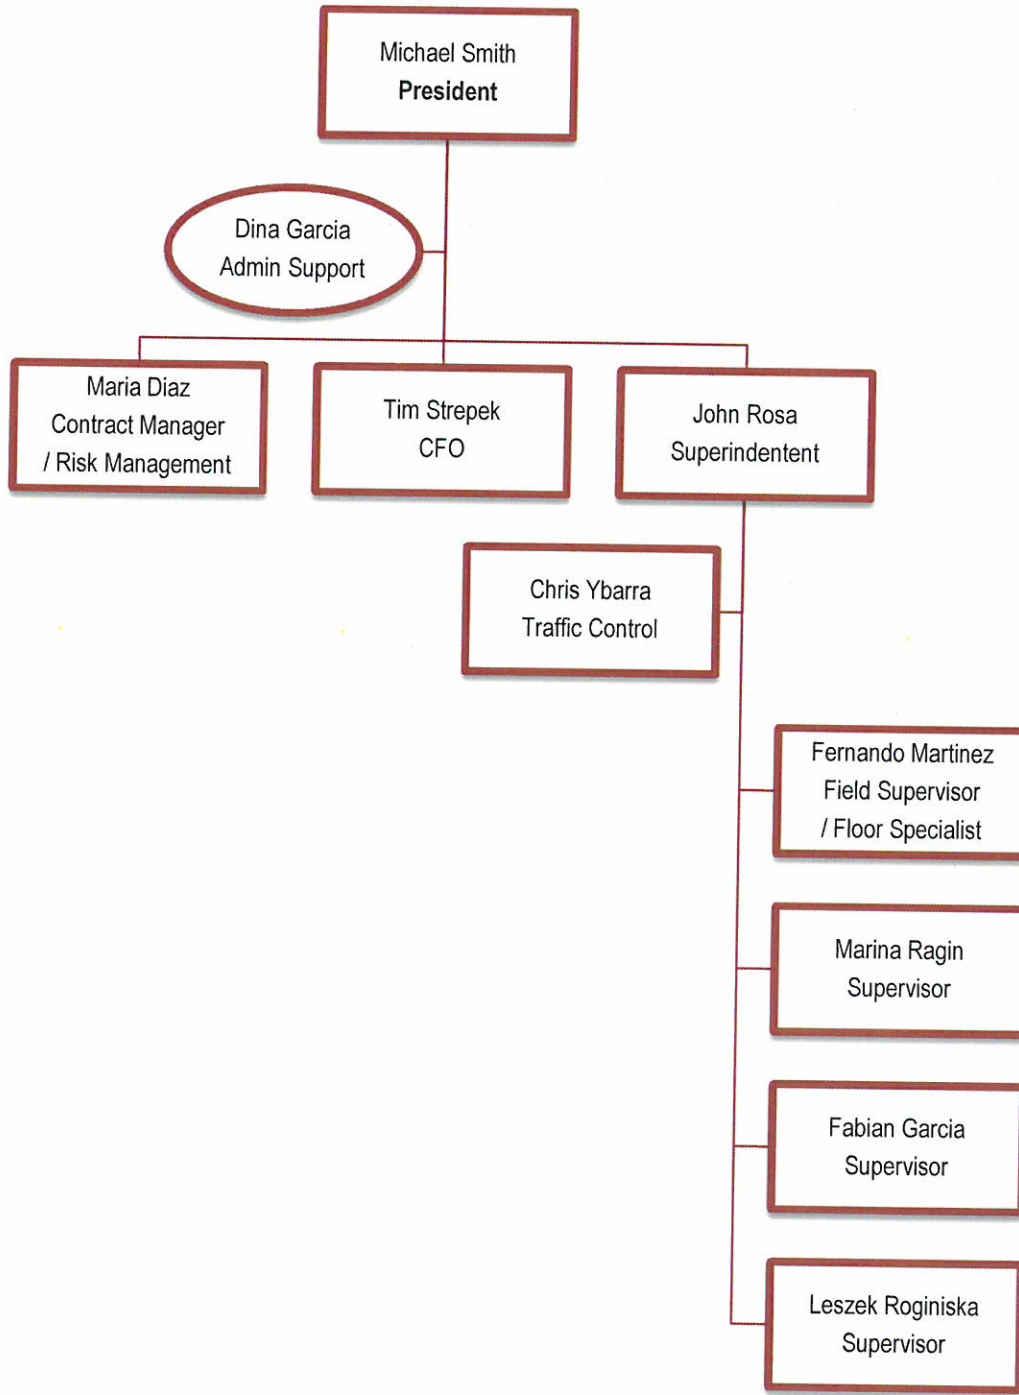 Michael Smith
President
Dina Garcia
Admin Support
Maria Diaz
Contract Manager
/ Risk Management
Tim Strepek
CFO
John Rosa
Superindentent
Chris Ybarra
Traffic Control
Fernando Martinez
Field Supervisor
/ Floor Specialist
Marina Ragin
Supervisor
Fabian Garcia
Supervisor
Leszek Roginiska
Supervisor